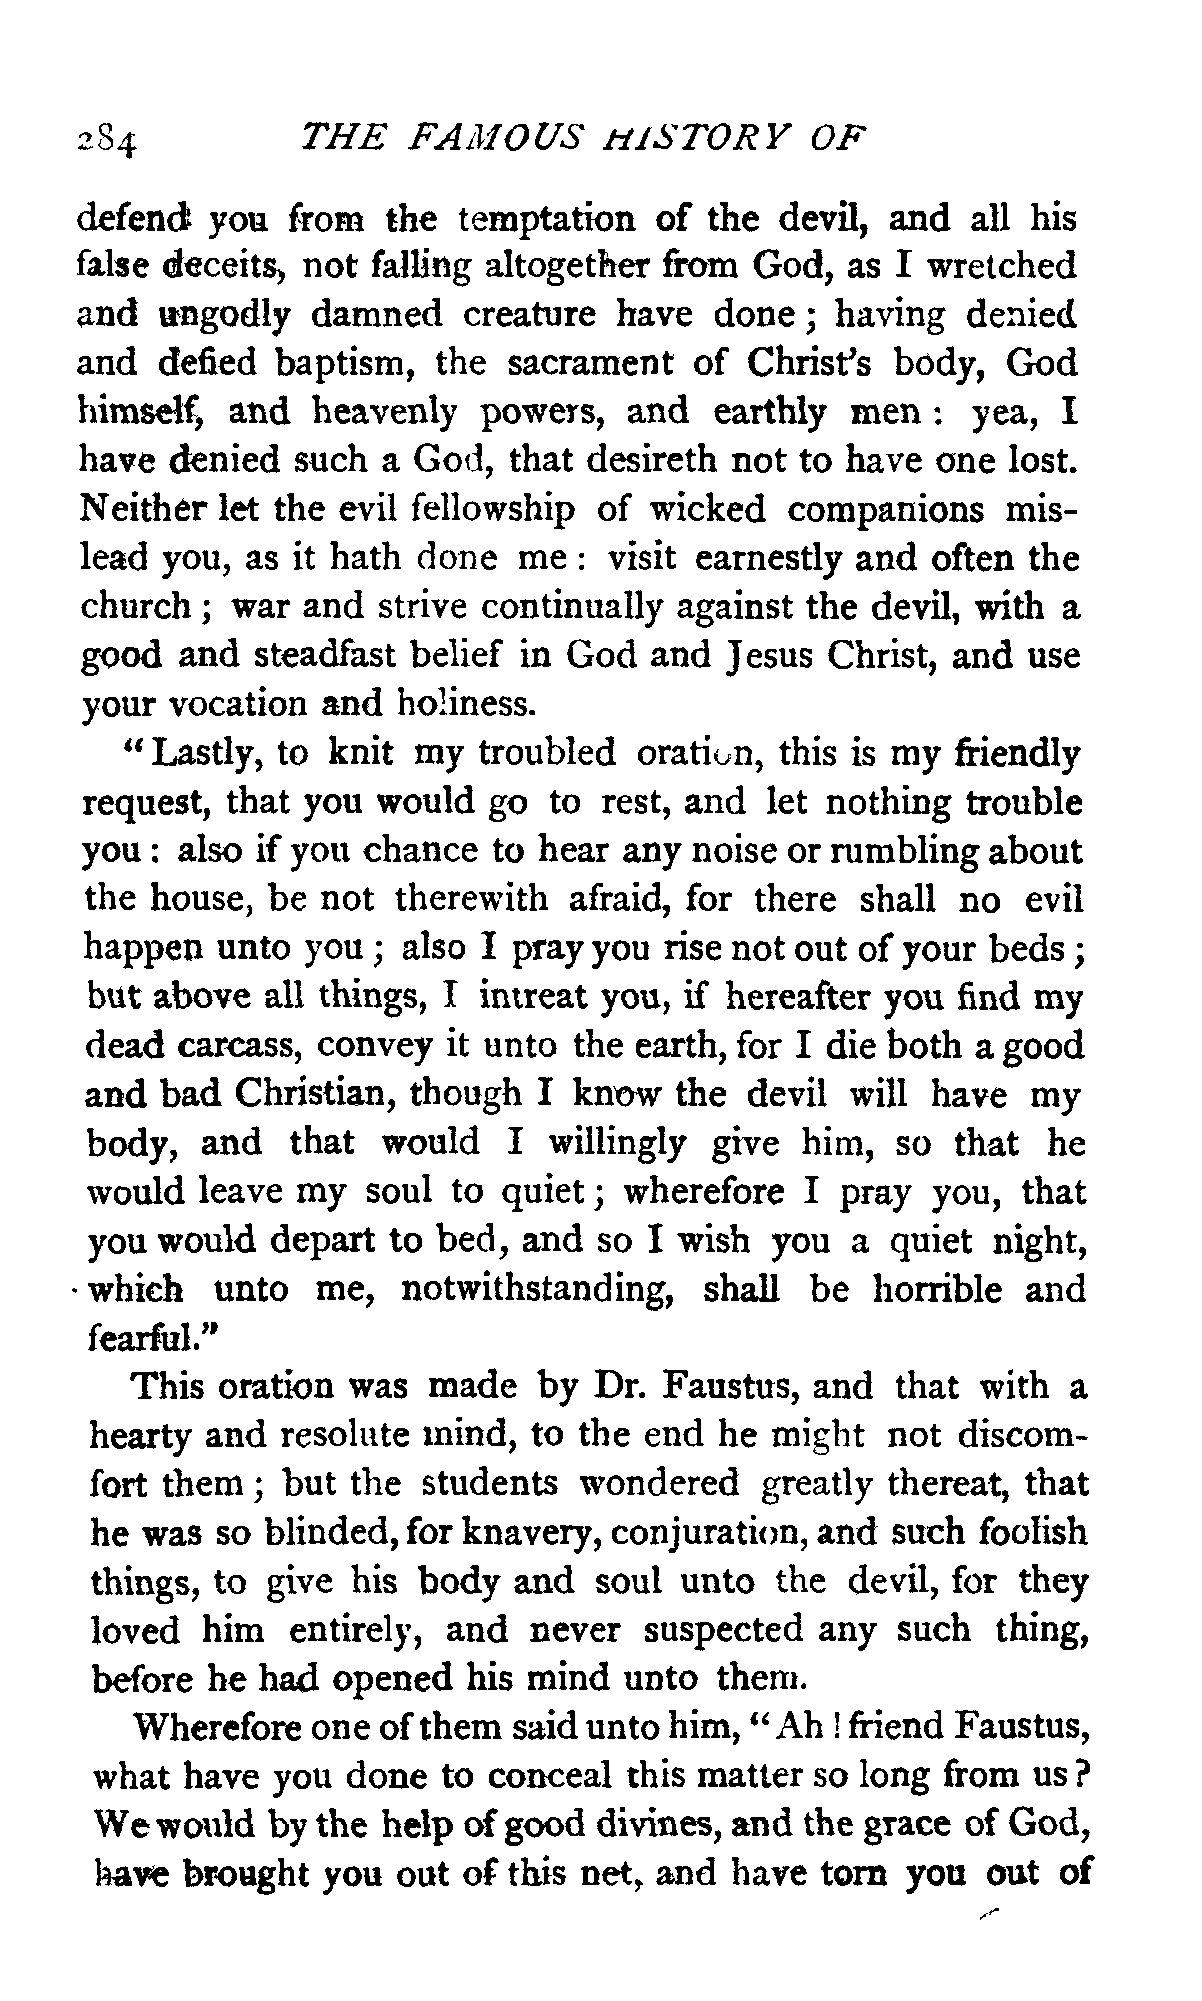 284 THE FAMOUS HISTORY OF
defend you from the temptation of the devil, and all his
false deceits, not falling altogether from God, as I wretched
and ungodly damned creature have done ; having denied
and defied baptism, the sacrament of Christ's body, God
himself, and heavenly powers, and earthly men : yea, I
have denied such a God, that desireth not to have one lost.
Neither let the evil fellowship of wicked companions mis-
lead you, as it hath done me : visit earnestly and often the
church ; war and strive continually against the devil, with a
good and steadfast belief in God and Jesus Christ, and use
your vocation and holiness.
"Lastly, to knit my troubled oration, this is my friendly
request, that you would go to rest, and let nothing trouble
you : also if you chance to hear any noise or rumbling about
the house, be not therewith afraid, for there shall no evil
happen unto you ; also I pray you rise not out of your beds ;
but above all things, I intreat you, if hereafter you find my
dead carcass, convey it unto the earth, for I die both a good
and bad Christian, though I know the devil will have my
body, and that would I willingly give him, so that he
would leave my soul to quiet ; wherefore I pray you, that
you would depart to bed, and so I wish you a quiet night,
which unto me, notwithstanding, shall be horrible and
fearful."
This oration was made by Dr. Faustus, and that with a
hearty and resolute mind, to the end he might not discom-
fort them ; but the students wondered greatly thereat, that
he was so blinded, for knavery, conjuration, and such foolish
things, to give his body and soul unto the devil, for they
loved him entirely, and never suspected any such thing,
before he had opened his mind unto them.
Wherefore one of them said unto him, "Ah ! friend Faustus,
what have you done to conceal this matter so long from us?
We would by the help of good divines, and the grace of God,
have brought you out of this net, and have torn you out of